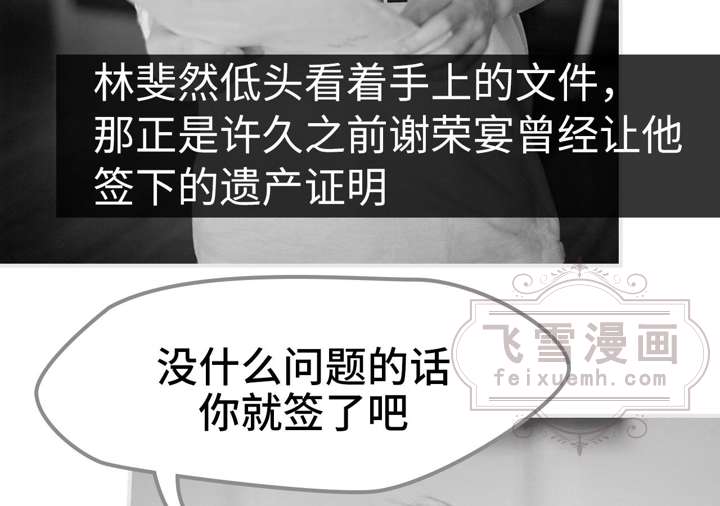 林斐然低头看着手上的文件，
那正是许久之前谢荣宴曾经让他
签下的遗产证明
没什么问题的话
你就签了吧
飞雪漫画
feixuemh.com